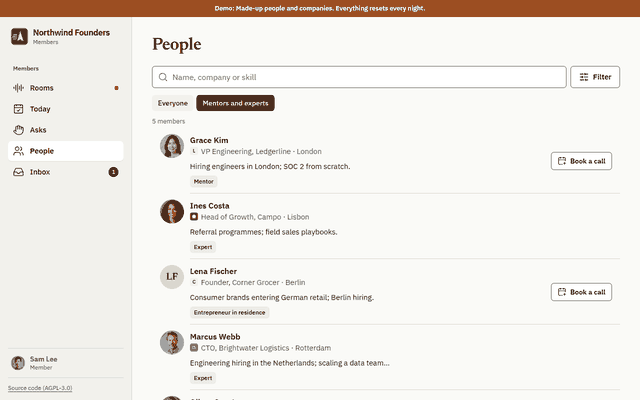 Demo: Made-up people and companies. Everything resets every night.
Northwind Founders
Members
Members
Rooms
Today
Asks
People
Inbox
1
Sam Lee
Member
Source code (AGPL-3.0)
People
Name, company or skill
Filter
Everyone
Mentors and experts
5 members
Grace Kim
L VP Engineering, Ledgerline · London
Hiring engineers in London; SOC 2 from scratch.
Mentor
Book a call
Ines Costa
Head of Growth, Campo · Lisbon
Referral programmes; field sales playbooks.
Expert
LF
Lena Fischer
C Founder, Corner Grocer · Berlin
Consumer brands entering German retail; Berlin hiring.
Entrepreneur in residence
Book a call
Marcus Webb
CTO, Brightwater Logistics · Rotterdam
Engineering hiring in the Netherlands; scaling a data team...
Expert